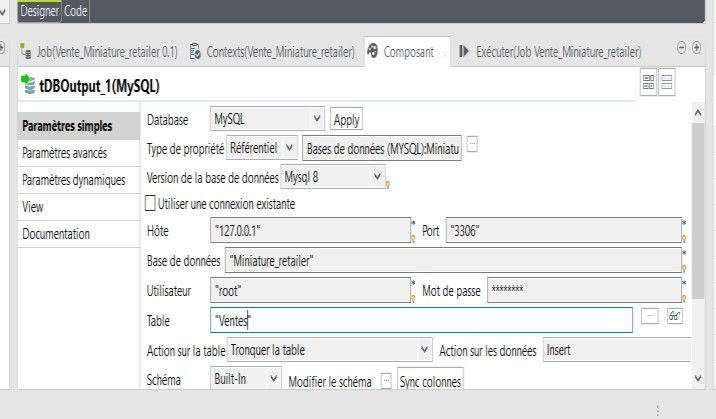 Designer Code
Job(Vente_Miniature_retailer 0.1) Contexts(Vente_Miniature_retailer) Composant Exécuter(Job Vente_Miniature_retailer)
tDBOutput_1(MySQL)
Paramètres simples
Paramètres avancés
Paramètres dynamiques
View
Documentation
Database MySQL Apply
Type de propriété Référentiel Bases de données (MYSQL):Miniatu ...
Version de la base de données Mysql 8
Utiliser une connexion existante
Hôte "127.0.0.1" * Port "3306" *
Base de données "Miniature_retailer" *
Utilisateur "root" * Mot de passe ******** *
Table "Ventes" ...
Action sur la table Tronquer la table Action sur les données Insert
Schéma Built-In Modifier le schéma ... Sync colonnes